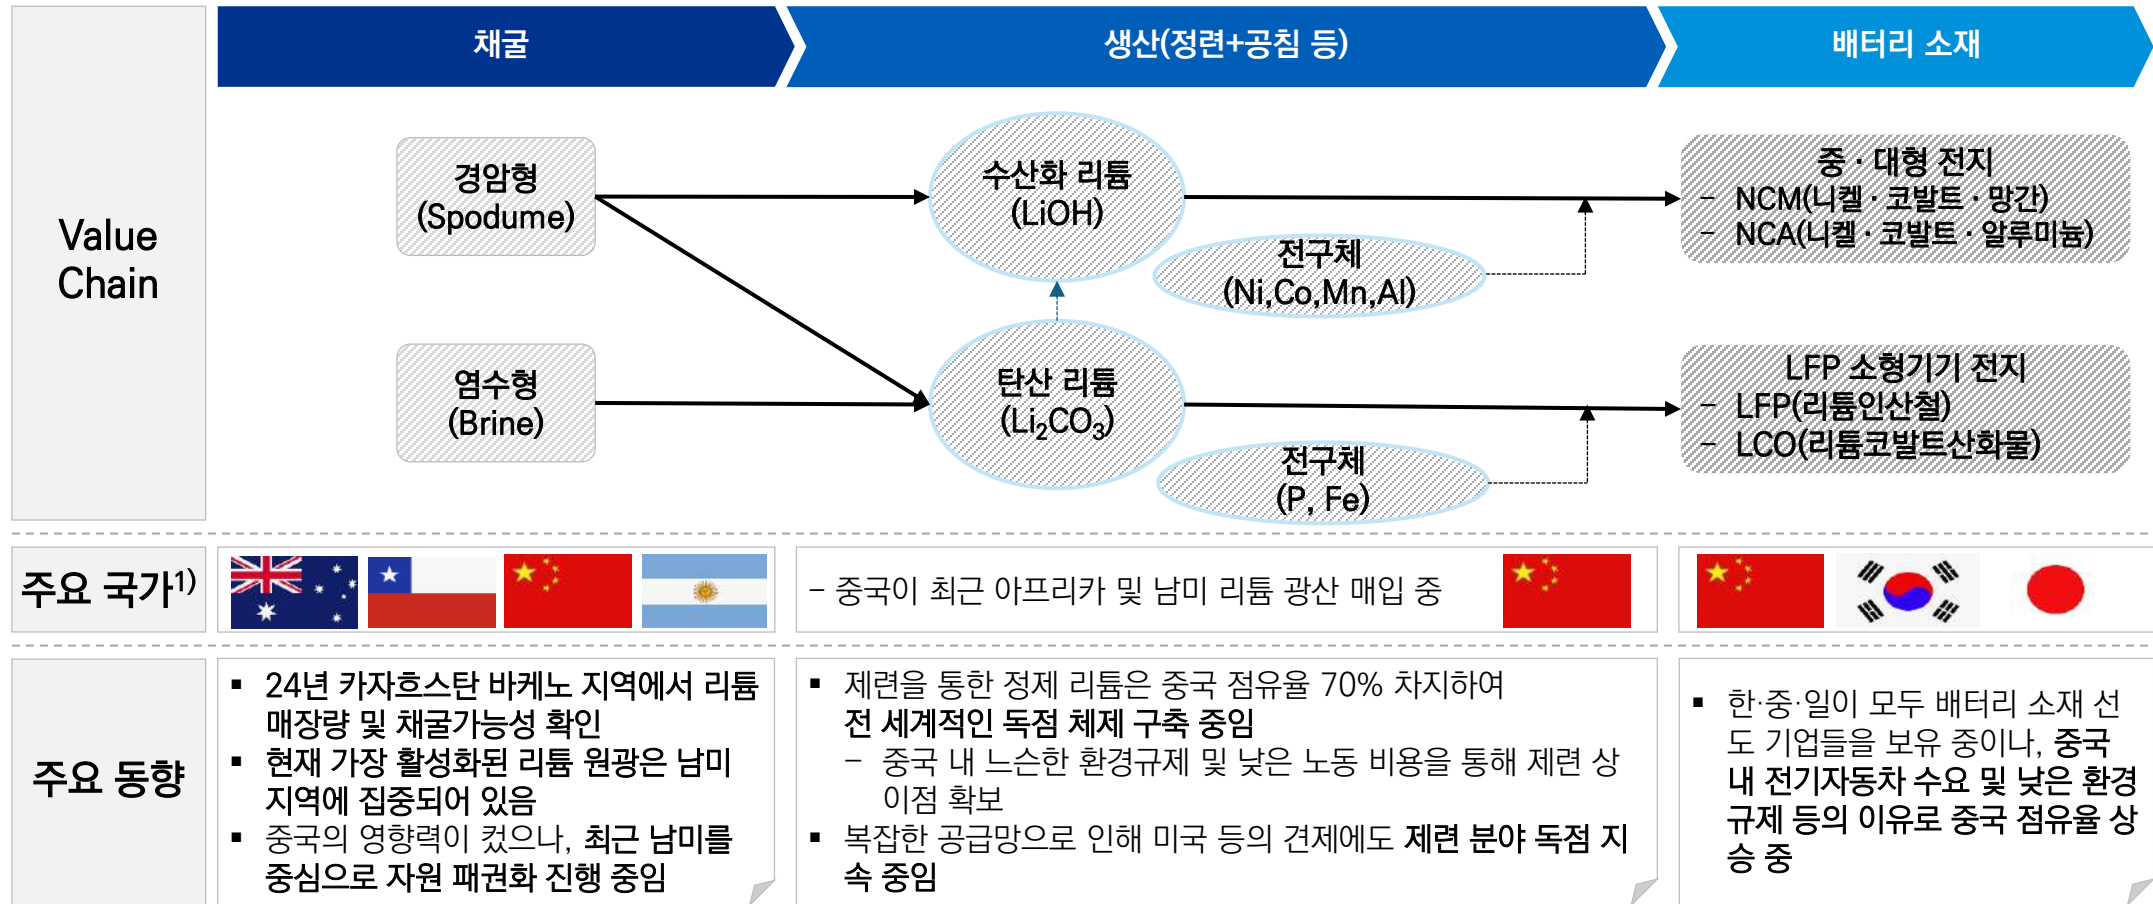 채굴
생산(정련+공침 등)
배터리 소재
Value
Chain
경암형
(Spodume)
염수형
(Brine)
수산화 리튬
(LiOH)
전구체
(Ni,Co,Mn,Al)
탄산 리튬
(Li₂CO₃)
전구체
(P, Fe)
중 · 대형 전지
– NCM(니켈 · 코발트 · 망간)
– NCA(니켈 · 코발트 · 알루미늄)
LFP 소형기기 전지
– LFP(리튬인산철)
– LCO(리튬코발트산화물)
주요 국가1)
– 중국이 최근 아프리카 및 남미 리튬 광산 매입 중
주요 동향
▪ 24년 카자흐스탄 바케노 지역에서 리튬
매장량 및 채굴가능성 확인
▪ 현재 가장 활성화된 리튬 원광은 남미
지역에 집중되어 있음
▪ 중국의 영향력이 컸으나, 최근 남미를
중심으로 자원 패권화 진행 중임
▪ 제련을 통한 정제 리튬은 중국 점유율 70% 차지하여
전 세계적인 독점 체제 구축 중임
– 중국 내 느슨한 환경규제 및 낮은 노동 비용을 통해 제련 상
이점 확보
▪ 복잡한 공급망으로 인해 미국 등의 견제에도 제련 분야 독점 지
속 중임
▪ 한·중·일이 모두 배터리 소재 선
도 기업들을 보유 중이나, 중국
내 전기자동차 수요 및 낮은 환경
규제 등의 이유로 중국 점유율 상
승 중